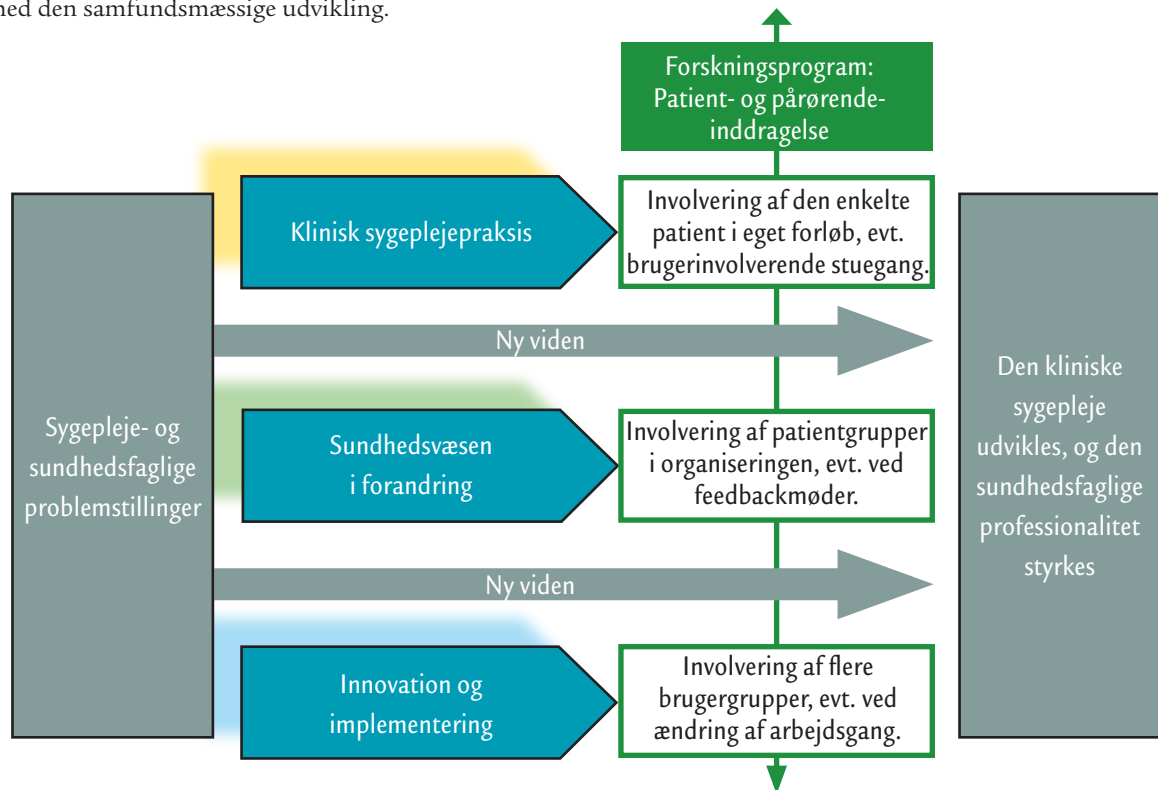 med den samfundsmæssige udvikling.
Forskningsprogram:
Patient- og pårørende-
inddragelse
Klinisk sygeplejepraksis
Involvering af den enkelte
patient i eget forløb, evt.
brugerinvolverende stuegang.
Ny viden
Sygepleje- og
sundhedsfaglige
problemstillinger
Sundhedsvæsen
i forandring
Involvering af patientgrupper
i organiseringen, evt. ved
feedbackmøder.
Den kliniske
sygepleje
udvikles, og den
sundhedsfaglige
professionalitet
styrkes
Ny viden
Innovation og
implementering
Involvering af flere
brugergrupper, evt. ved
ændring af arbejdsgang.